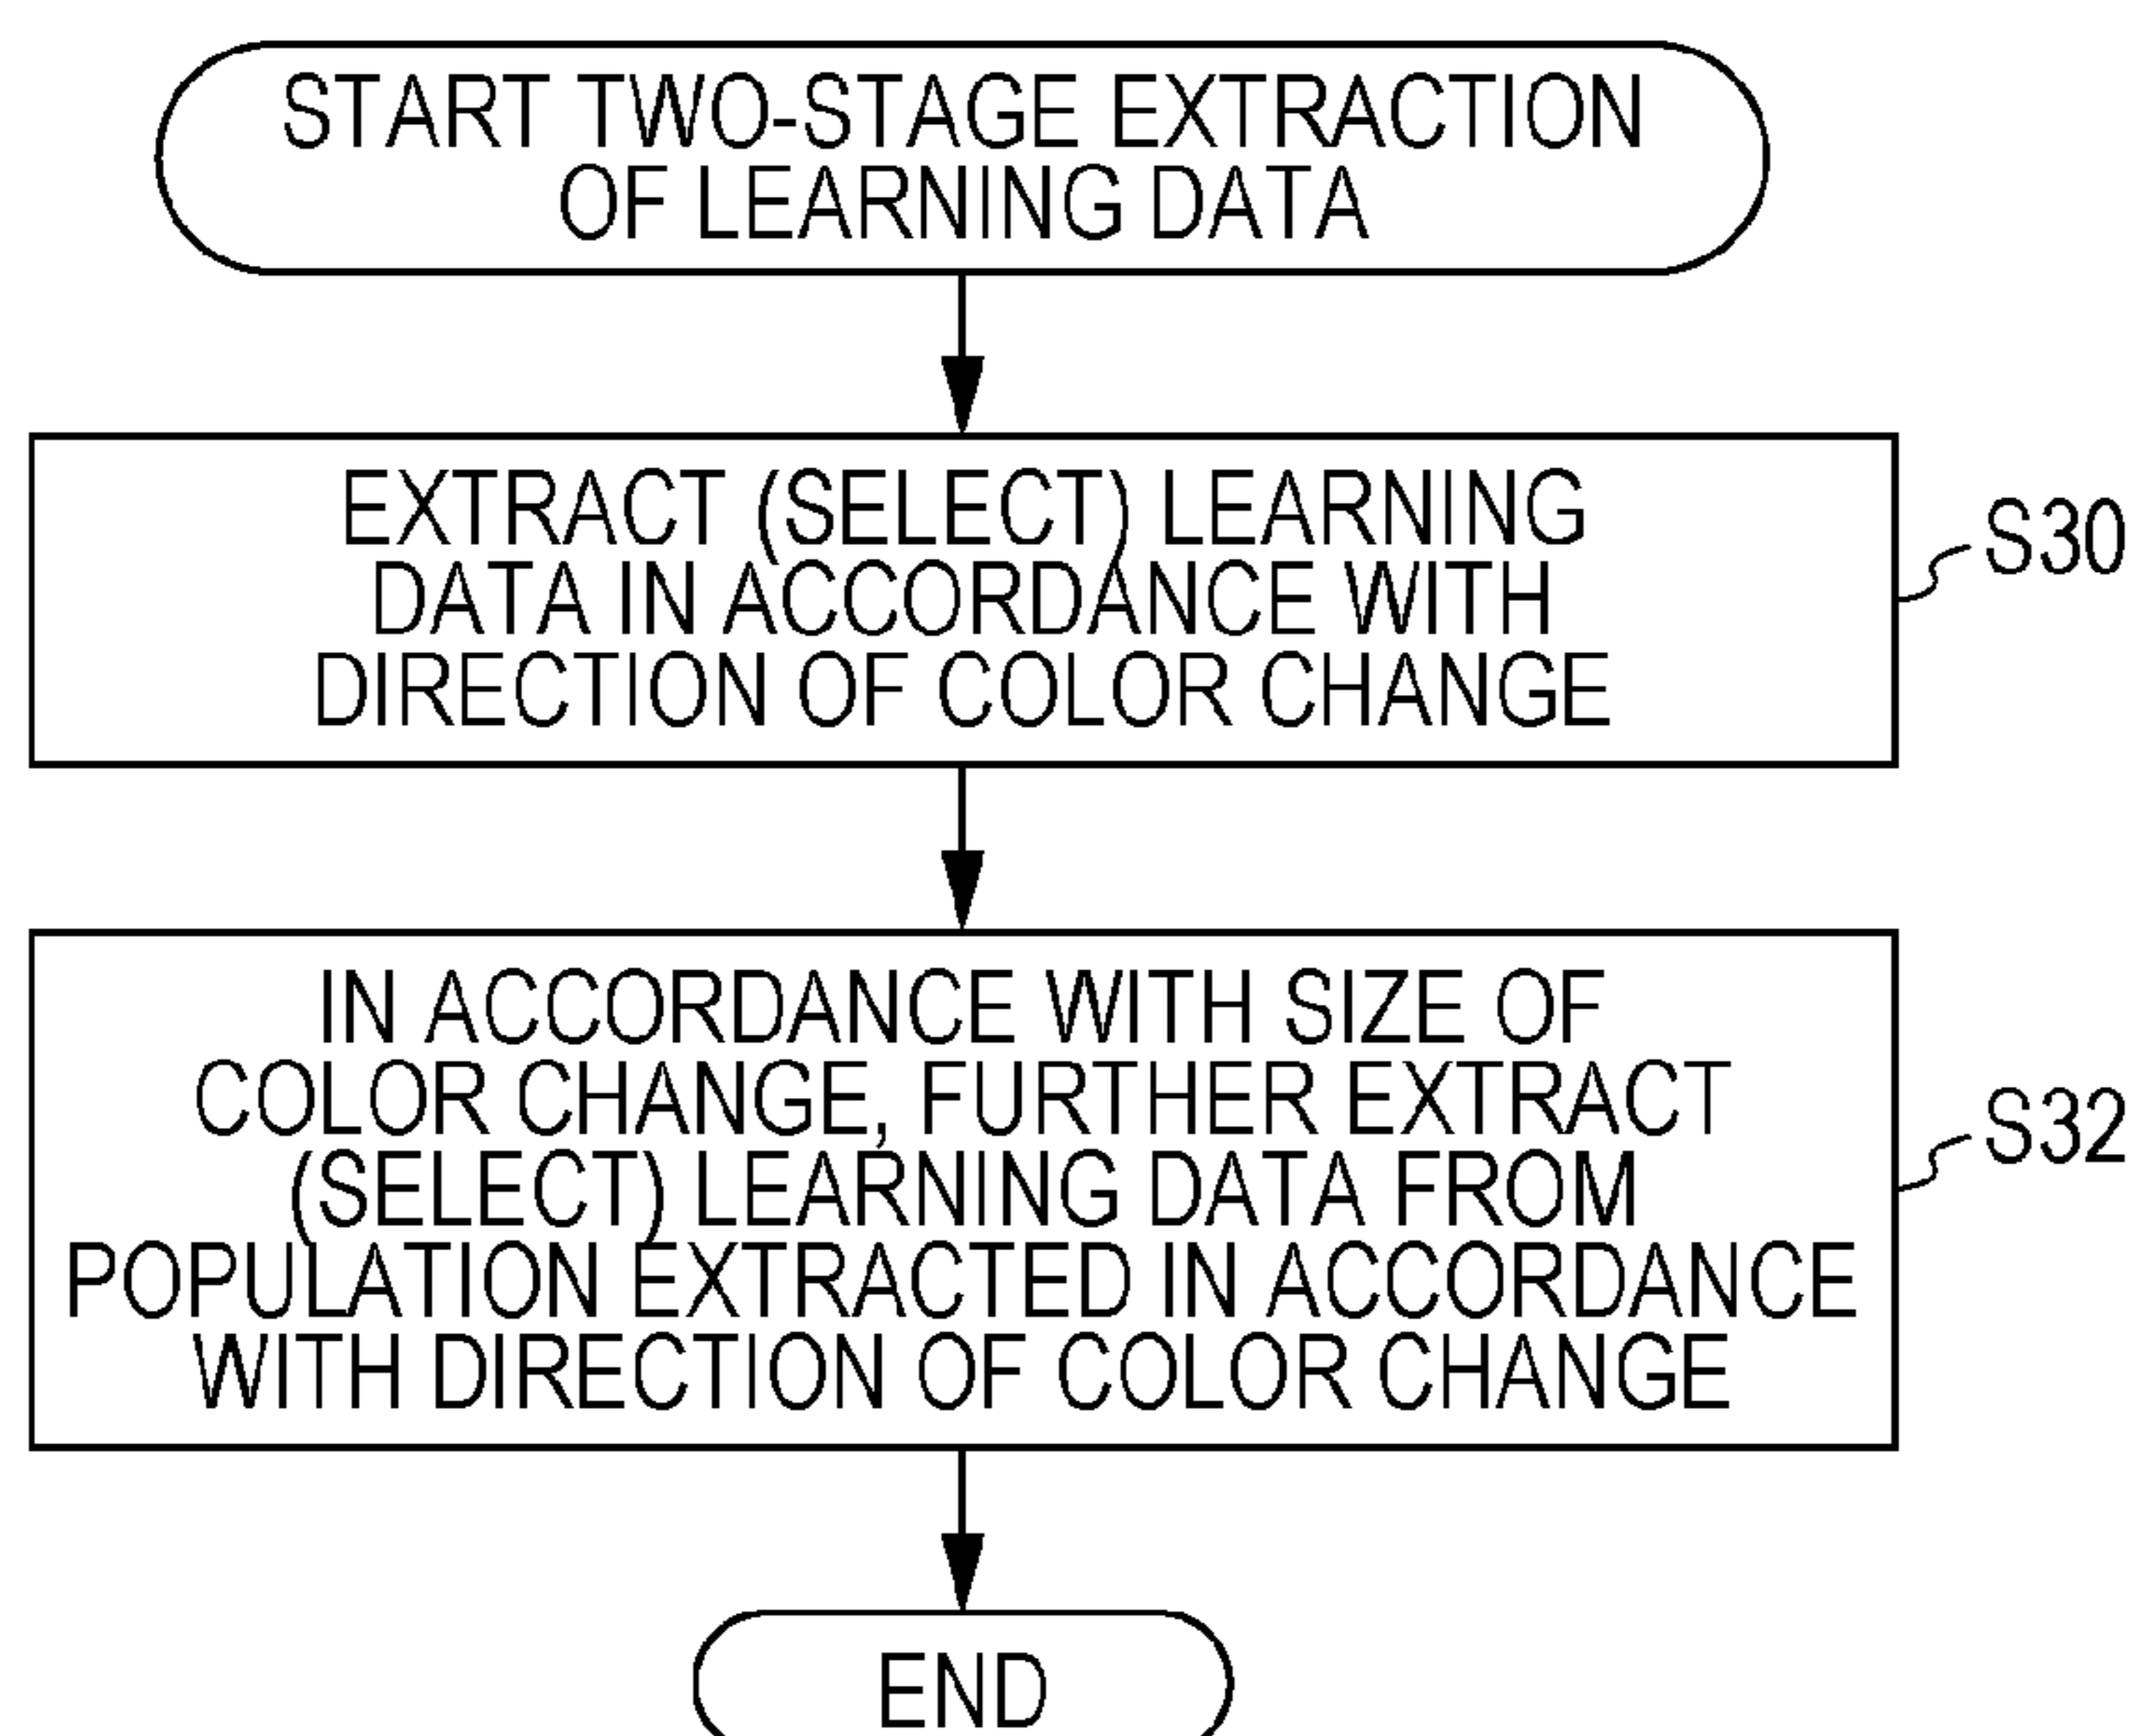 START TWO-STAGE EXTRACTION
OF LEARNING DATA
EXTRACT (SELECT) LEARNING
DATA IN ACCORDANCE WITH
DIRECTION OF COLOR CHANGE
S30
IN ACCORDANCE WITH SIZE OF
COLOR CHANGE, FURTHER EXTRACT
(SELECT) LEARNING DATA FROM
POPULATION EXTRACTED IN ACCORDANCE
WITH DIRECTION OF COLOR CHANGE
S32
END